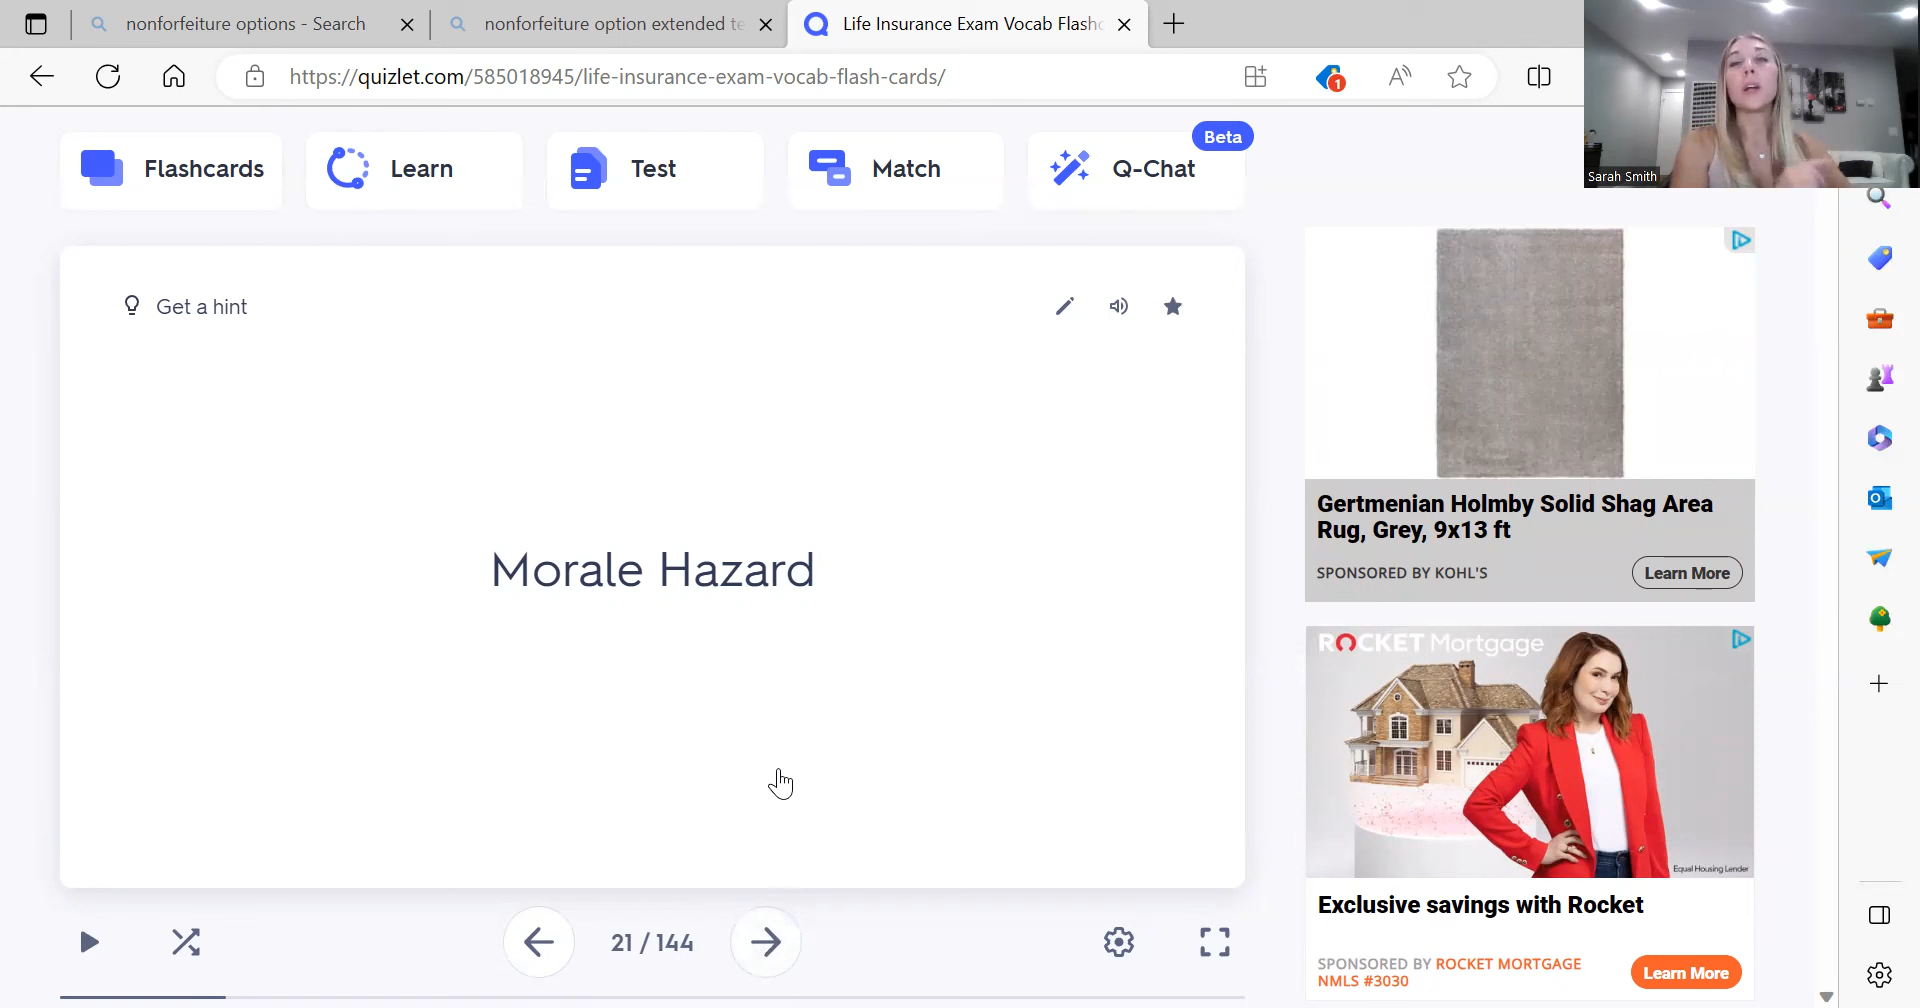 nonforfeiture options - Search
nonforfeiture option extended te
Life Insurance Exam Vocab Flashc
https://quizlet.com/585018945/life-insurance-exam-vocab-flash-cards/
1
Sarah Smith
Flashcards
Learn
Test
Match
Q-Chat
Beta
Get a hint
Morale Hazard
21 / 144
Gertmenian Holmby Solid Shag Area
Rug, Grey, 9x13 ft
SPONSORED BY KOHL'S
Learn More
ROCKET Mortgage
Equal Housing Lender
Exclusive savings with Rocket
SPONSORED BY ROCKET MORTGAGE
NMLS #3030
Learn More